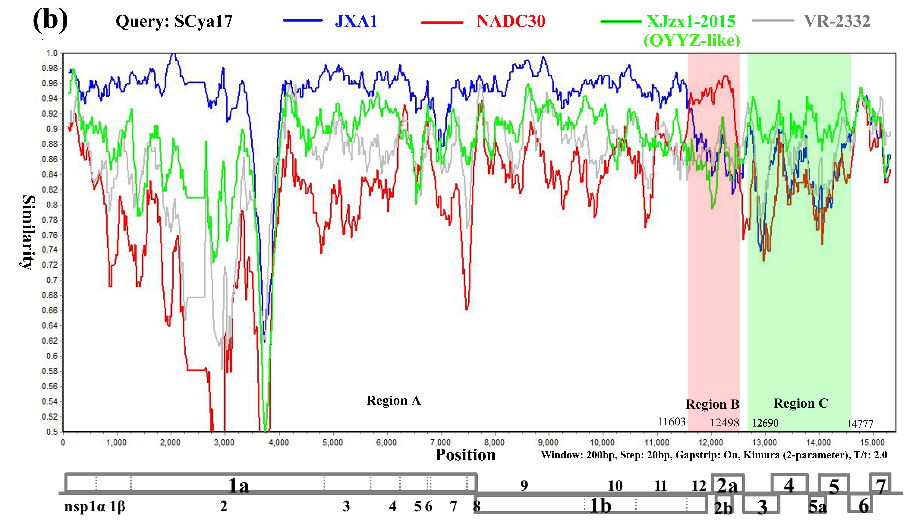 (b)
Query: SCya17 JXA1 NADC30 XJzx1-2015 VR-2332
(QYYZ-like)
1.0
0.98
0.96
0.94
0.92
0.9
0.88
0.86
0.84
0.82
0.8
0.78
0.76
0.74
0.72
0.7
0.68
0.66
0.64
0.62
0.6
0.58
0.56
0.54
0.52
0.5
Similarity
Region A
Region B
Region C
11603 12498 12690 14777
0 1,000 2,000 3,000 4,000 5,000 6,000 7,000 8,000 9,000 10,000 11,000 12,000 13,000 14,000 15,000
Position
Window: 200bp, Step: 20bp, Gapstrip: On, Kimura (2-parameter), T/t: 2.0
1a 9 10 11 12 2a 4 5 7
nsp1α 1β 2 3 4 5 6 7 8 1b 2b 3 5a 6